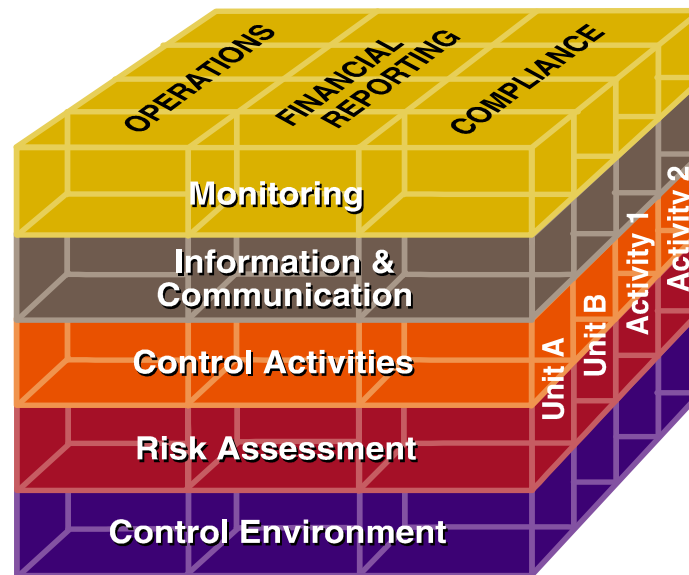 OPERATIONS
FINANCIAL
REPORTING
COMPLIANCE
Monitoring
Information &
Communication
Control Activities
Risk Assessment
Control Environment
Unit A
Unit B
Activity 1
Activity 2